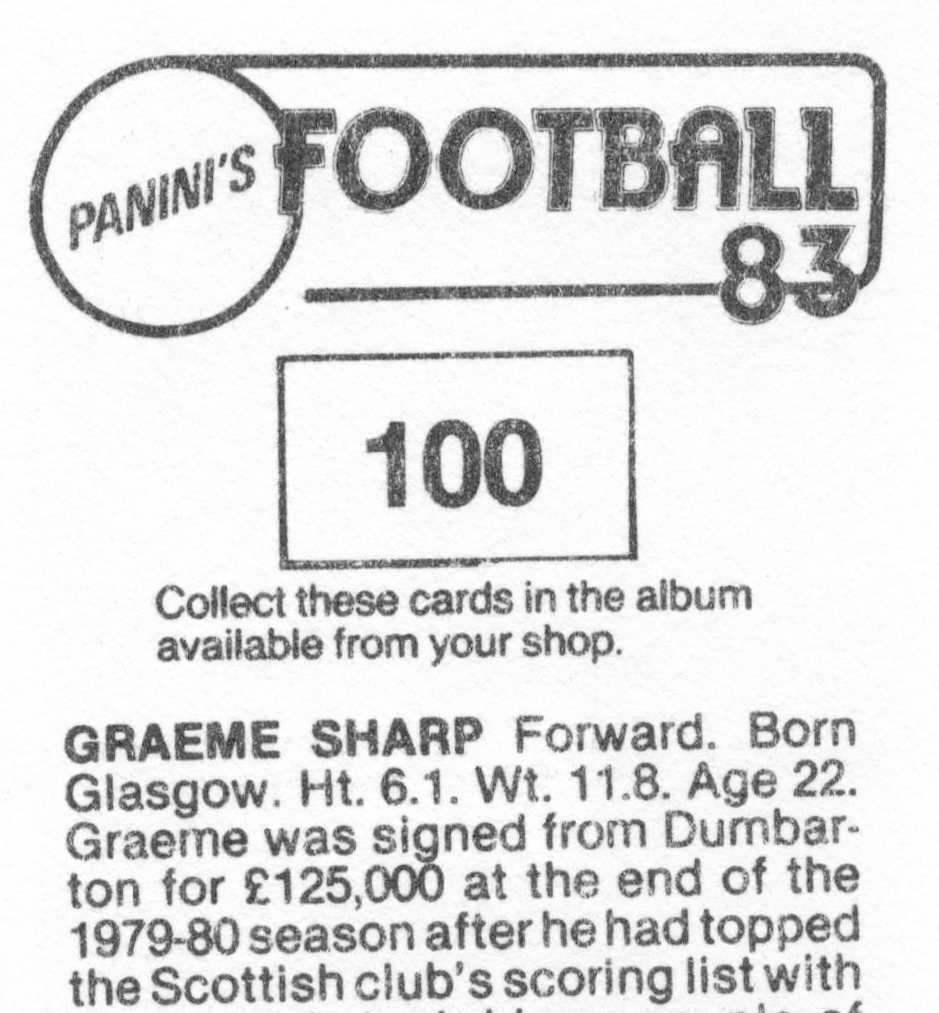 PANINI'S FOOTBALL
83
100
Collect these cards in the album
available from your shop.
GRAEME SHARP Forward. Born
Glasgow. Ht. 6.1. Wt. 11.8. Age 22.
Graeme was signed from Dumbar-
ton for £125,000 at the end of the
1979-80 season after he had topped
the Scottish club's scoring list with